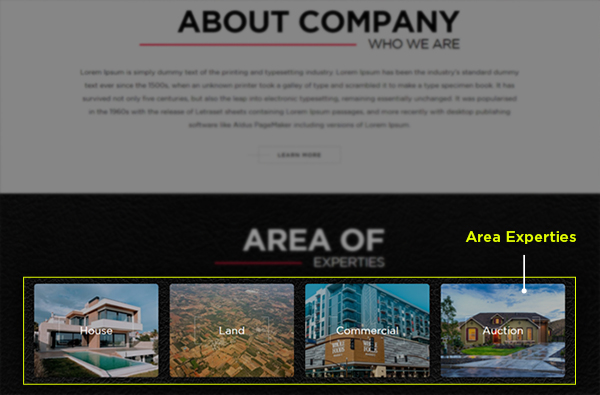 ABOUT COMPANY
WHO WE ARE
Lorem Ipsum is simply dummy text of the printing and typesetting industry. Lorem Ipsum has been the industry's standard dummy
text ever since the 1500s, when an unknown printer took a galley of type and scrambled it to make a type specimen book. It has
survived not only five centuries, but also the leap into electronic typesetting, remaining essentially unchanged. It was popularised
in the 1960s with the release of Letraset sheets containing Lorem Ipsum passages, and more recently with desktop publishing
software like Aldus PageMaker including versions of Lorem Ipsum
LEARN MORE
AREA OF
EXPERTIES
Area Experties
House
Land
Commercial
Auction
WHOLE
FOODS